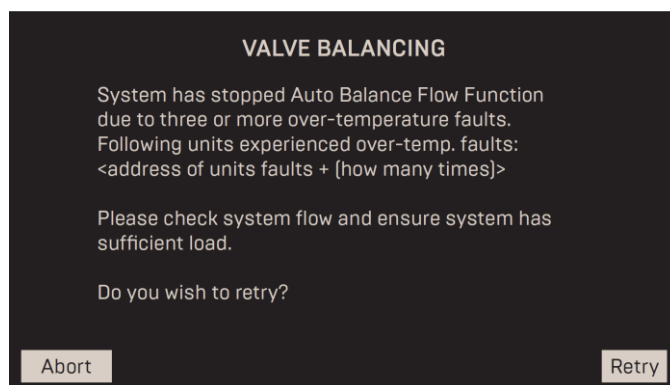 VALVE BALANCING
System has stopped Auto Balance Flow Function
due to three or more over-temperature faults.
Following units experienced over-temp. faults:
<address of units faults + (how many times)>
Please check system flow and ensure system has
sufficient load.
Do you wish to retry?
Abort
Retry